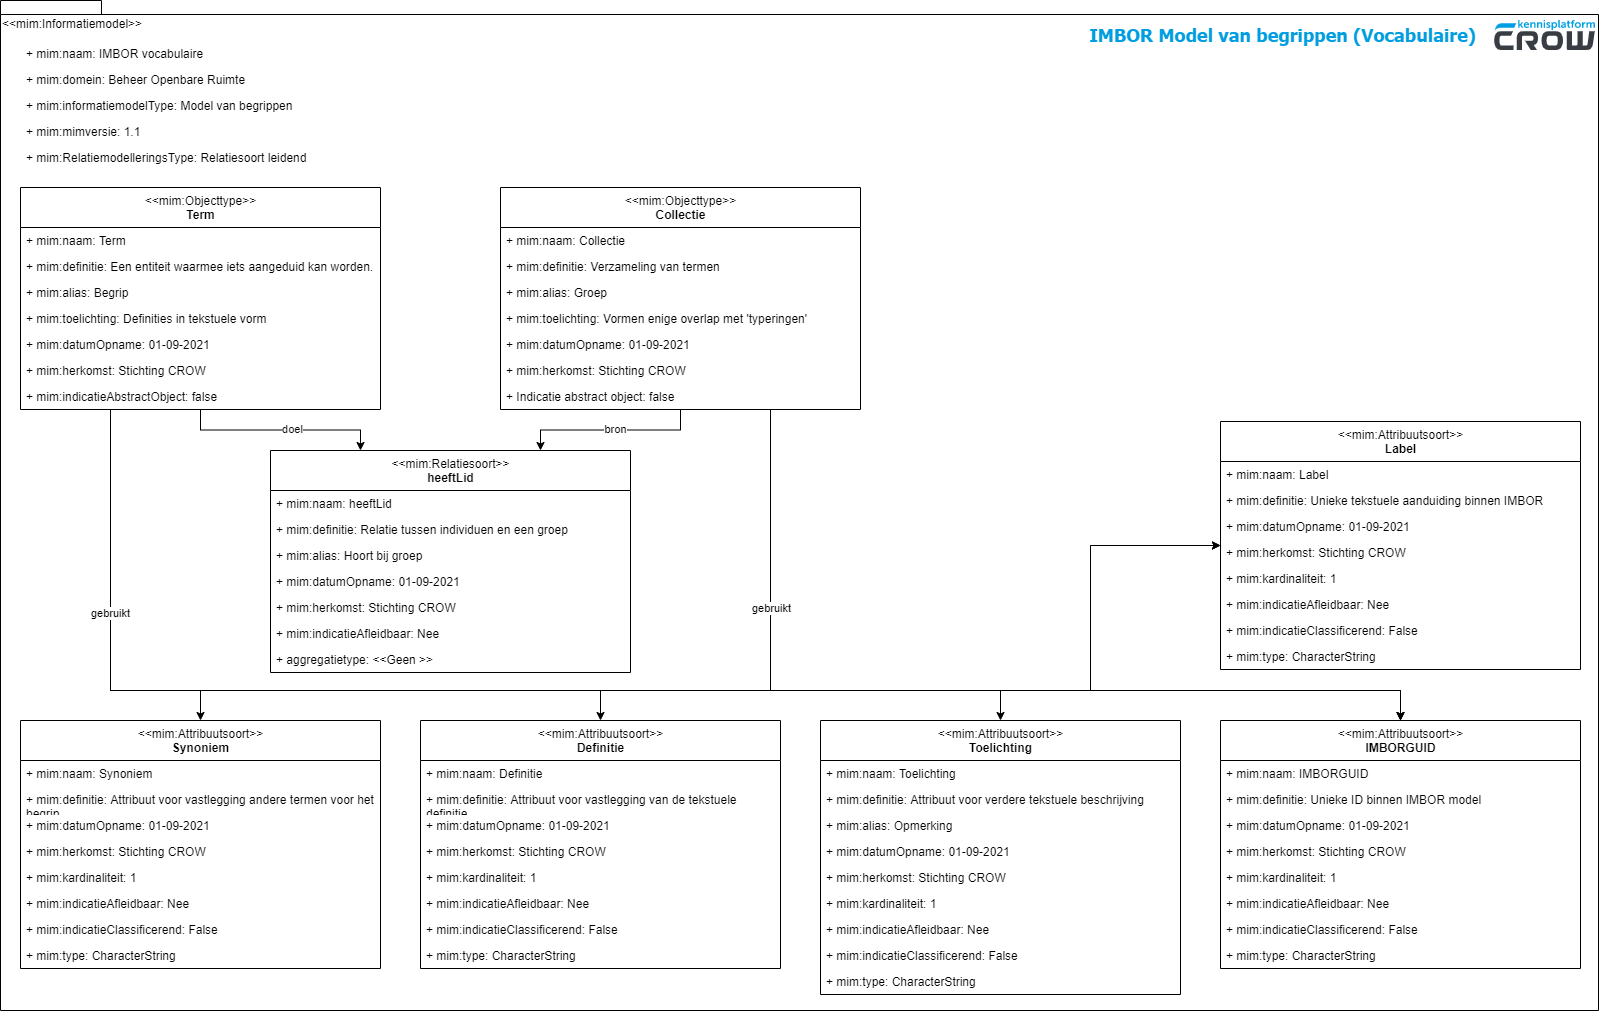 <<mim:Informatiemodel>>
IMBOR Model van begrippen (Vocabulaire)
kennisplatform
CROW
+ mim:naam: IMBOR vocabulaire
+ mim:domein: Beheer Openbare Ruimte
+ mim:informatiemodelType: Model van begrippen
+ mim:mimversie: 1.1
+ mim:RelatiemodelleringsType: Relatiesoort leidend
<<mim:Objecttype>>
Term
+ mim:naam: Term
+ mim:definitie: Een entiteit waarmee iets aangeduid kan worden.
+ mim:alias: Begrip
+ mim:toelichting: Definities in tekstuele vorm
+ mim:datumOpname: 01-09-2021
+ mim:herkomst: Stichting CROW
+ mim:indicatieAbstractObject: false
<<mim:Objecttype>>
Collectie
+ mim:naam: Collectie
+ mim:definitie: Verzameling van termen
+ mim:alias: Groep
+ mim:toelichting: Vormen enige overlap met 'typeringen'
+ mim:datumOpname: 01-09-2021
+ mim:herkomst: Stichting CROW
+ Indicatie abstract object: false
doel
bron
<<mim:Relatiesoort>>
heeftLid
+ mim:naam: heeftLid
+ mim:definitie: Relatie tussen individuen en een groep
+ mim:alias: Hoort bij groep
+ mim:datumOpname: 01-09-2021
+ mim:herkomst: Stichting CROW
+ mim:indicatieAfleidbaar: Nee
+ aggregatietype: <<Geen >>
gebruikt
gebruikt
<<mim:Attribuutsoort>>
Label
+ mim:naam: Label
+ mim:definitie: Unieke tekstuele aanduiding binnen IMBOR
+ mim:datumOpname: 01-09-2021
+ mim:herkomst: Stichting CROW
+ mim:kardinaliteit: 1
+ mim:indicatieAfleidbaar: Nee
+ mim:indicatieClassificerend: False
+ mim:type: CharacterString
<<mim:Attribuutsoort>>
Synoniem
+ mim:naam: Synoniem
+ mim:definitie: Attribuut voor vastlegging andere termen voor het
begrip
+ mim:datumOpname: 01-09-2021
+ mim:herkomst: Stichting CROW
+ mim:kardinaliteit: 1
+ mim:indicatieAfleidbaar: Nee
+ mim:indicatieClassificerend: False
+ mim:type: CharacterString
<<mim:Attribuutsoort>>
Definitie
+ mim:naam: Definitie
+ mim:definitie: Attribuut voor vastlegging van de tekstuele
definitie
+ mim:datumOpname: 01-09-2021
+ mim:herkomst: Stichting CROW
+ mim:kardinaliteit: 1
+ mim:indicatieAfleidbaar: Nee
+ mim:indicatieClassificerend: False
+ mim:type: CharacterString
<<mim:Attribuutsoort>>
Toelichting
+ mim:naam: Toelichting
+ mim:definitie: Attribuut voor verdere tekstuele beschrijving
+ mim:alias: Opmerking
+ mim:datumOpname: 01-09-2021
+ mim:herkomst: Stichting CROW
+ mim:kardinaliteit: 1
+ mim:indicatieAfleidbaar: Nee
+ mim:indicatieClassificerend: False
+ mim:type: CharacterString
<<mim:Attribuutsoort>>
IMBORGUID
+ mim:naam: IMBORGUID
+ mim:definitie: Unieke ID binnen IMBOR model
+ mim:datumOpname: 01-09-2021
+ mim:herkomst: Stichting CROW
+ mim:kardinaliteit: 1
+ mim:indicatieAfleidbaar: Nee
+ mim:indicatieClassificerend: False
+ mim:type: CharacterString